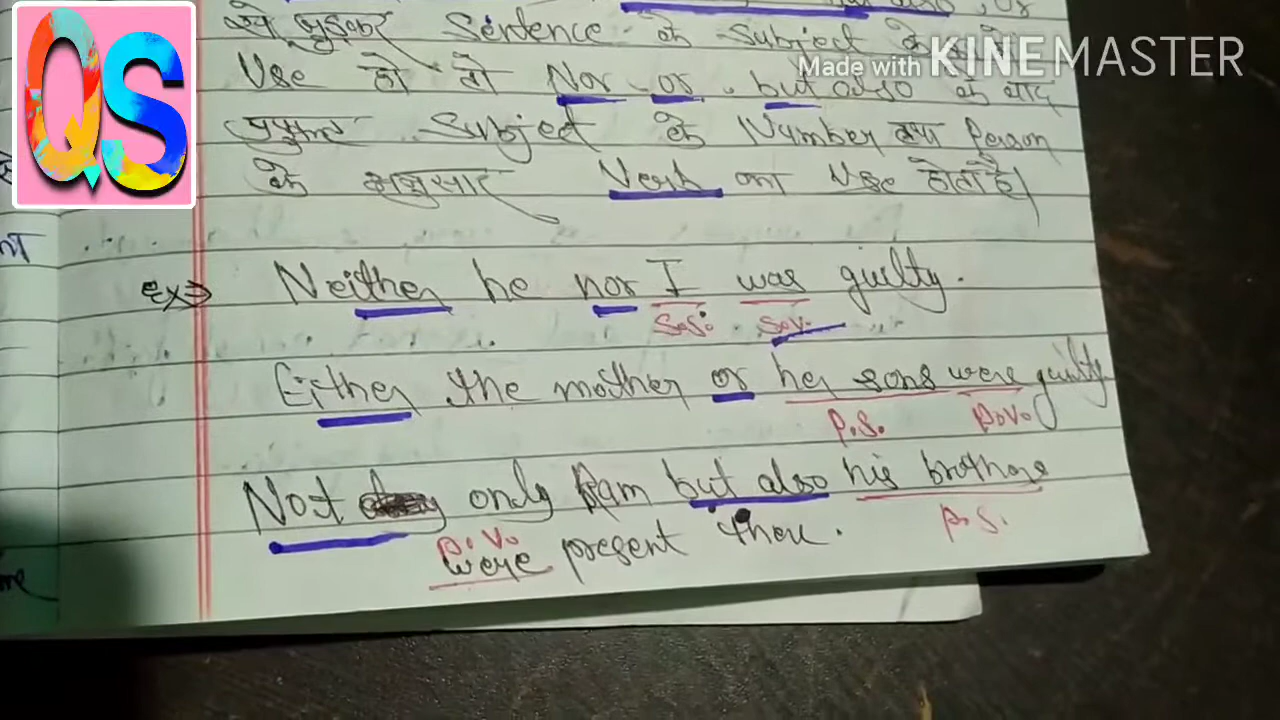 QS
Made with KINEMASTER
से जुड़कर Sentence के Subject के
Use हो तो Nor - or - but also के बाद
प्रयुक्त Subject के Number तथा Person
के अनुसार Verb का Use होता है।
Ex⇒ Neither he nor I was guilty.
S.S. S.V.
Either the mother or her sons were guilty
P.S. P.V.
Not only Ram but also his brothers
P.S.
P.V.
were present there.